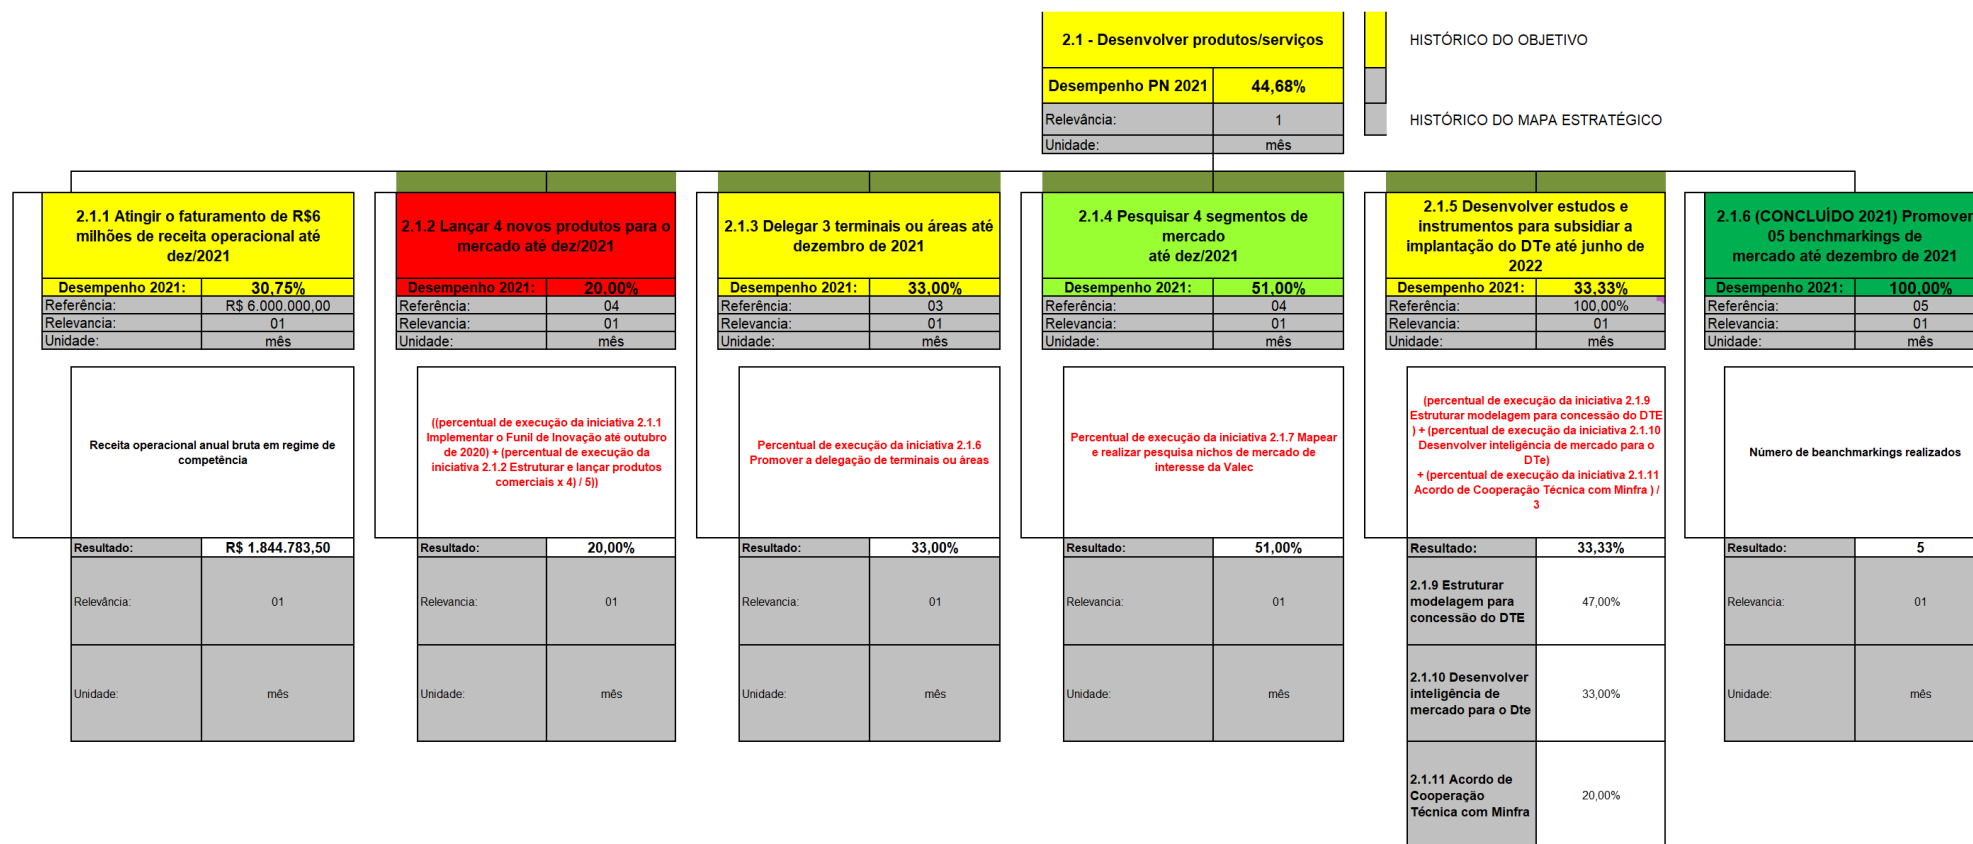 2.1 - Desenvolver produtos/serviços
Desempenho PN 2021 44,68%
Relevância: 1
Unidade: mês
HISTÓRICO DO OBJETIVO
HISTÓRICO DO MAPA ESTRATÉGICO
2.1.1 Atingir o faturamento de R$6
milhões de receita operacional até
dez/2021
Desempenho 2021: 30,75%
Referência: R$ 6.000.000,00
Relevancia: 01
Unidade: mês
Receita operacional anual bruta em regime de
competência
Resultado: R$ 1.844.783,50
Relevância: 01
Unidade: mês
2.1.2 Lançar 4 novos produtos para o
mercado até dez/2021
Desempenho 2021: 20,00%
Referência: 04
Relevancia: 01
Unidade: mês
((percentual de execução da iniciativa 2.1.1
Implementar o Funil de Inovação até outubro
de 2020) + (percentual de execução da
iniciativa 2.1.2 Estruturar e lançar produtos
comerciais x 4) / 5))
Resultado: 20,00%
Relevancia: 01
Unidade: mês
2.1.3 Delegar 3 terminais ou áreas até
dezembro de 2021
Desempenho 2021: 33,00%
Referência: 03
Relevancia: 01
Unidade: mês
Percentual de execução da iniciativa 2.1.6
Promover a delegação de terminais ou áreas
Resultado: 33,00%
Relevancia: 01
Unidade: mês
2.1.4 Pesquisar 4 segmentos de
mercado
até dez/2021
Desempenho 2021: 51,00%
Referência: 04
Relevancia: 01
Unidade: mês
Percentual de execução da iniciativa 2.1.7 Mapear
e realizar pesquisa nichos de mercado de
interesse da Valec
Resultado: 51,00%
Relevancia: 01
Unidade: mês
2.1.5 Desenvolver estudos e
instrumentos para subsidiar a
implantação do DTe até junho de
2022
Desempenho 2021: 33,33%
Referência: 100,00%
Relevancia: 01
Unidade: mês
(percentual de execução da iniciativa 2.1.9
Estruturar modelagem para concessão do DTE
) + (percentual de execução da iniciativa 2.1.10
Desenvolver inteligência de mercado para o
DTe)
+ (percentual de execução da iniciativa 2.1.11
Acordo de Cooperação Técnica com Minfra ) /
3
Resultado: 33,33%
2.1.9 Estruturar
modelagem para
concessão do DTE
47,00%
2.1.10 Desenvolver
inteligência de
mercado para o Dte
33,00%
2.1.11 Acordo de
Cooperação
Técnica com Minfra
20,00%
2.1.6 (CONCLUÍDO 2021) Promover
05 benchmarkings de
mercado até dezembro de 2021
Desempenho 2021: 100,00%
Referência: 05
Relevancia: 01
Unidade: mês
Número de beanchmarkings realizados
Resultado: 5
Relevancia: 01
Unidade: mês